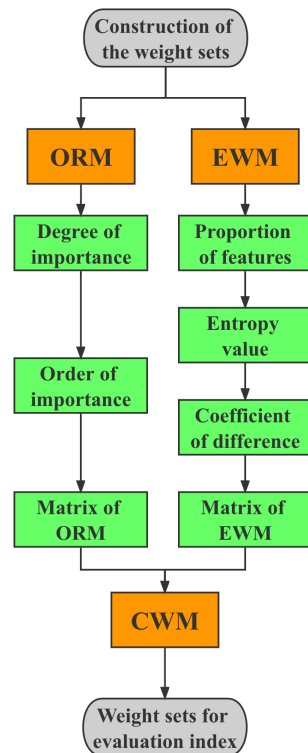 Construction of
the weight sets
ORM
EWM
Degree of
importance
Proportion
of features
Entropy
value
Order of
importance
Coefficient
of difference
Matrix of
ORM
Matrix of
EWM
CWM
Weight sets for
evaluation index